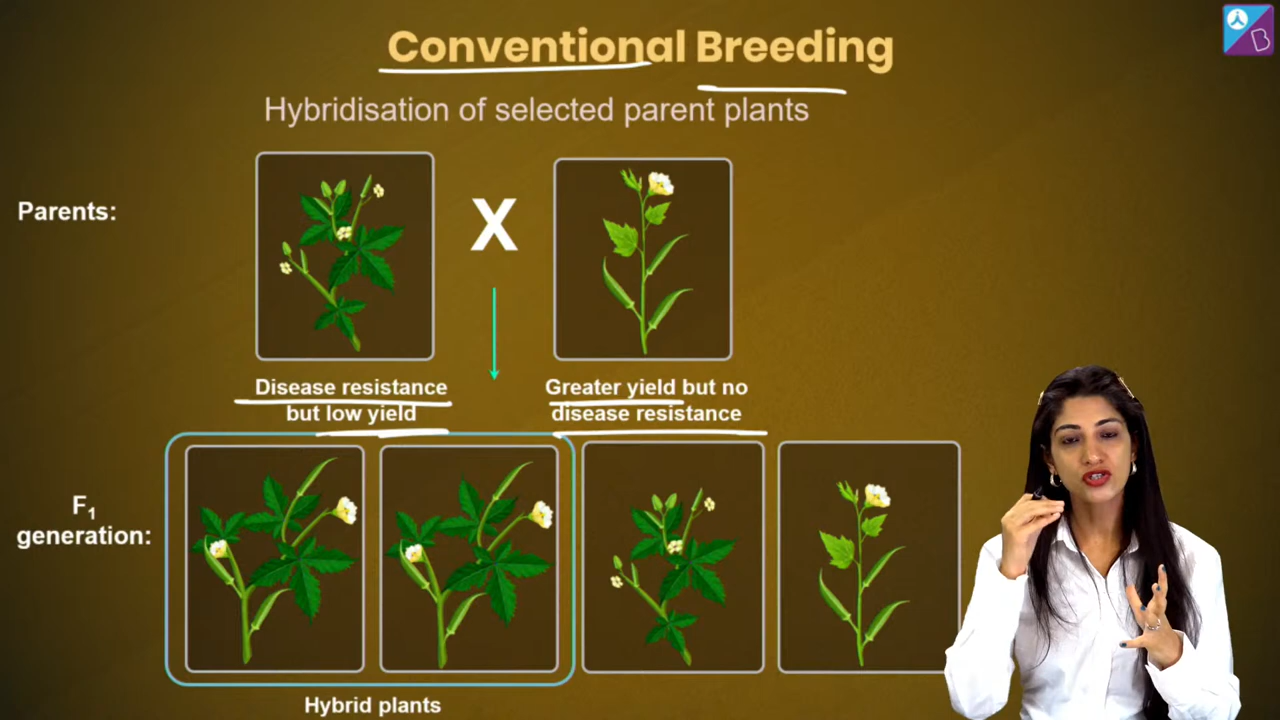 Conventional Breeding
Hybridisation of selected parent plants
Parents:
X
Disease resistance
but low yield
Greater yield but no
disease resistance
F₁
generation:
Hybrid plants
B